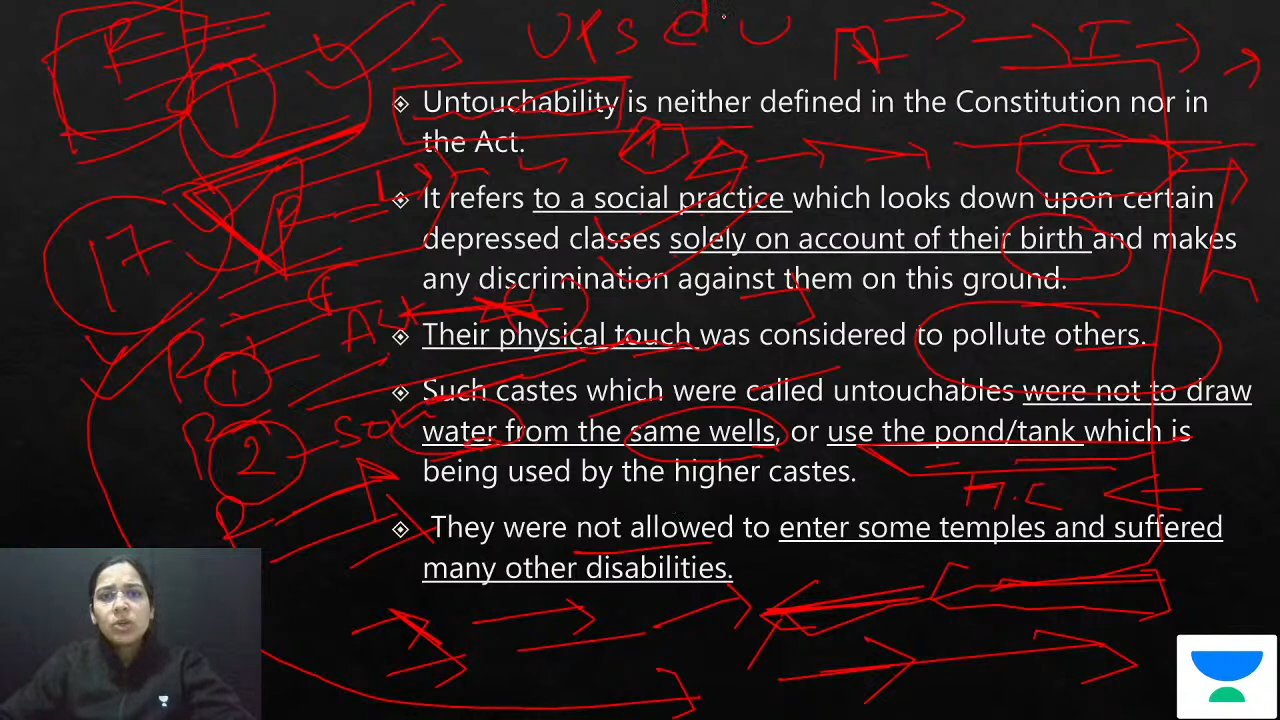 Untouchability is neither defined in the Constitution nor in
the Act.
It refers to a social practice which looks down upon certain
depressed classes solely on account of their birth and makes
any discrimination against them on this ground.
Their physical touch was considered to pollute others.
Such castes which were called untouchables were not to draw
water from the same wells, or use the pond/tank which is
being used by the higher castes.
They were not allowed to enter some temples and suffered
many other disabilities.
17
1
2
H.C